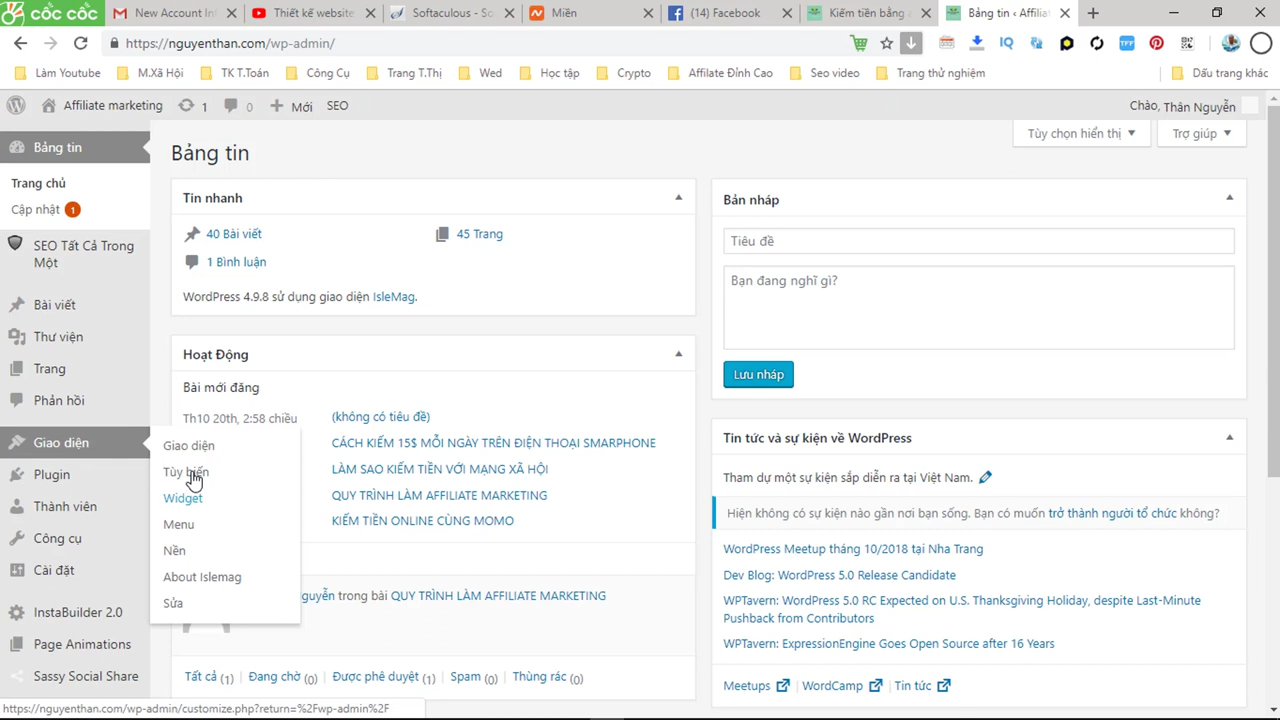 cốc cốc
New Account In
Thiết kế website
Softaculous - So
Miền
(14) Facebook
Kiếm tiền bằng
Bảng tin ‹ Affiliat
https://nguyenthan.com/wp-admin/
Làm Youtube
M.Xã Hội
TK T.Toán
Công Cụ
Trang T.Thị
Wed
Học tập
Crypto
Affilate Đỉnh Cao
Seo video
Trang thử nghiệm
Dấu trang khác
Affiliate marketing
1
0
Mới
SEO
Chào, Thân Nguyễn
Bảng tin
Trang chủ
Cập nhật 1
SEO Tất Cả Trong
Một
Bài viết
Thư viện
Trang
Phản hồi
Giao diện
Plugin
Thành viên
Công cụ
Cài đặt
InstaBuilder 2.0
Page Animations
Sassy Social Share
Giao diện
Tùy biến
Widget
Menu
Nền
About Islemag
Sửa
Tùy chọn hiển thị
Trợ giúp
Bảng tin
Tin nhanh
40 Bài viết
45 Trang
1 Bình luận
WordPress 4.9.8 sử dụng giao diện IsleMag.
Hoạt Động
Bài mới đăng
Th10 20th, 2:58 chiều
(không có tiêu đề)
CÁCH KIẾM 15$ MỖI NGÀY TRÊN ĐIỆN THOẠI SMARPHONE
LÀM SAO KIẾM TIỀN VỚI MẠNG XÃ HỘI
QUY TRÌNH LÀM AFFILIATE MARKETING
KIẾM TIỀN ONLINE CÙNG MOMO
guyễn trong bài QUY TRÌNH LÀM AFFILIATE MARKETING
Tất cả (1)
Đang chờ (0)
Được phê duyệt (1)
Spam (0)
Thùng rác (0)
Bản nháp
Tiêu đề
Bạn đang nghĩ gì?
Lưu nháp
Tin tức và sự kiện về WordPress
Tham dự một sự kiện sắp diễn ra tại Việt Nam.
Hiện không có sự kiện nào gần nơi bạn sống. Bạn có muốn trở thành người tổ chức không?
WordPress Meetup tháng 10/2018 tại Nha Trang
Dev Blog: WordPress 5.0 Release Candidate
WPTavern: WordPress 5.0 RC Expected on U.S. Thanksgiving Holiday, despite Last-Minute
Pushback from Contributors
WPTavern: ExpressionEngine Goes Open Source after 16 Years
Meetups
WordCamp
Tin tức
https://nguyenthan.com/wp-admin/customize.php?return=%2Fwp-admin%2F